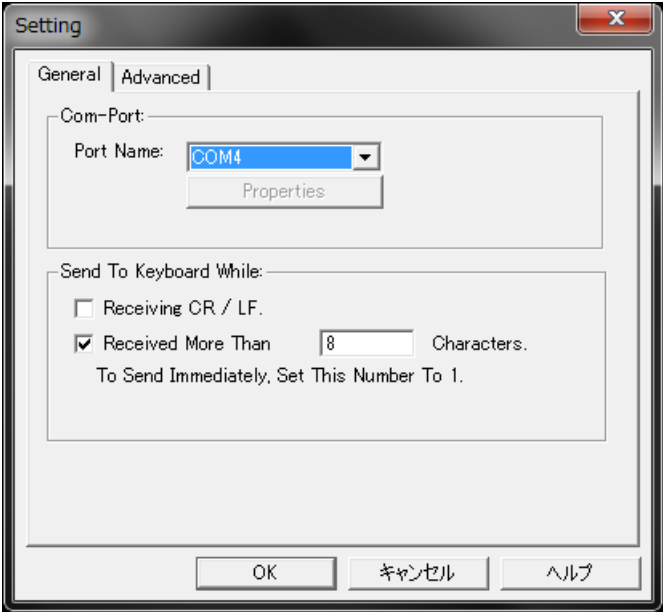 Setting
General Advanced
Com-Port:
Port Name: COM4
Properties
Send To Keyboard While:
Receiving CR / LF.
Received More Than 8 Characters.
To Send Immediately, Set This Number To 1.
OK キャンセル ヘルプ